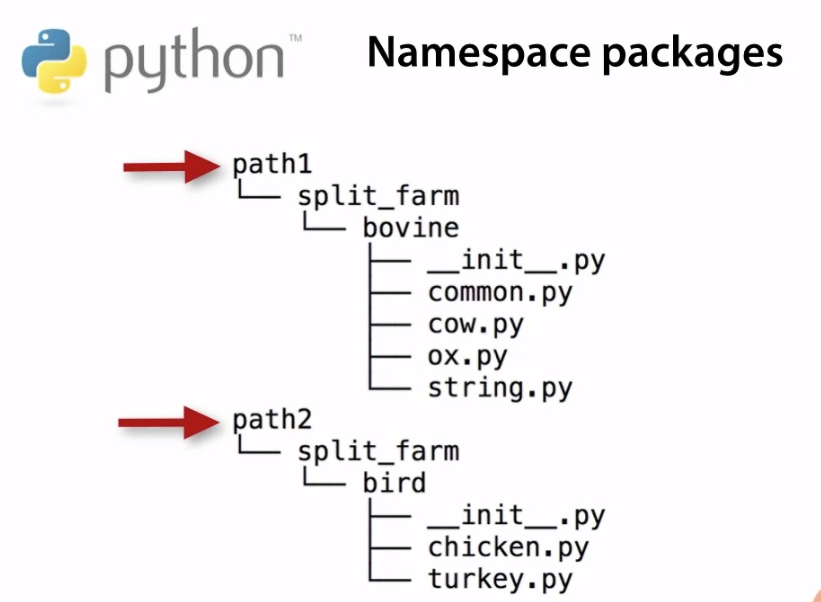 python™
Namespace packages
path1
└── split_farm
└── bovine
├── __init__.py
├── common.py
├── cow.py
├── ox.py
└── string.py
path2
└── split_farm
└── bird
├── __init__.py
├── chicken.py
└── turkey.py